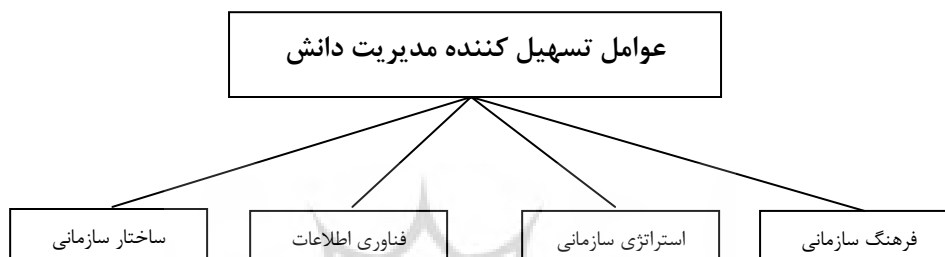 عوامل تسهیل کننده مدیریت دانش
فرهنگ سازمانی
استراتژی سازمانی
فناوری اطلاعات
ساختار سازمانی